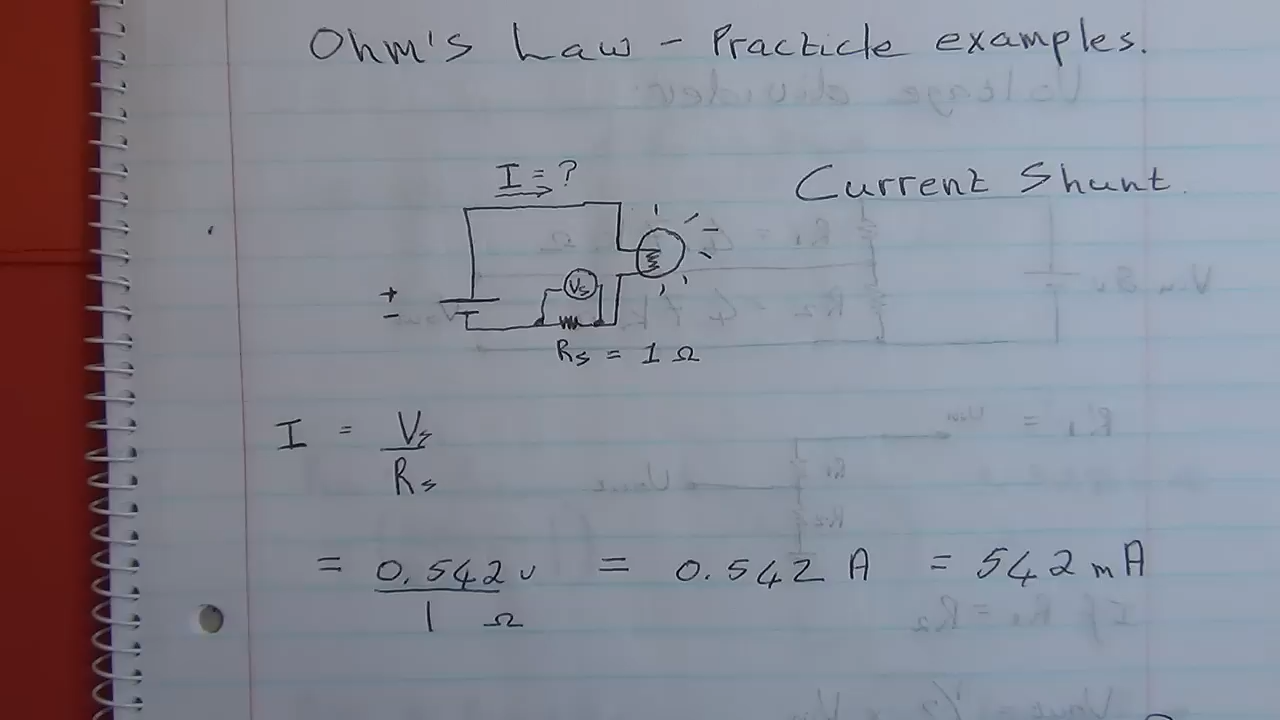 Ohm's Law - Practicle examples.
Current Shunt.
I = ?
Vs
+
-
Rs = 1 Ω
I = Vs / Rs
= 0.542 v / 1 Ω = 0.542 A = 542 mA